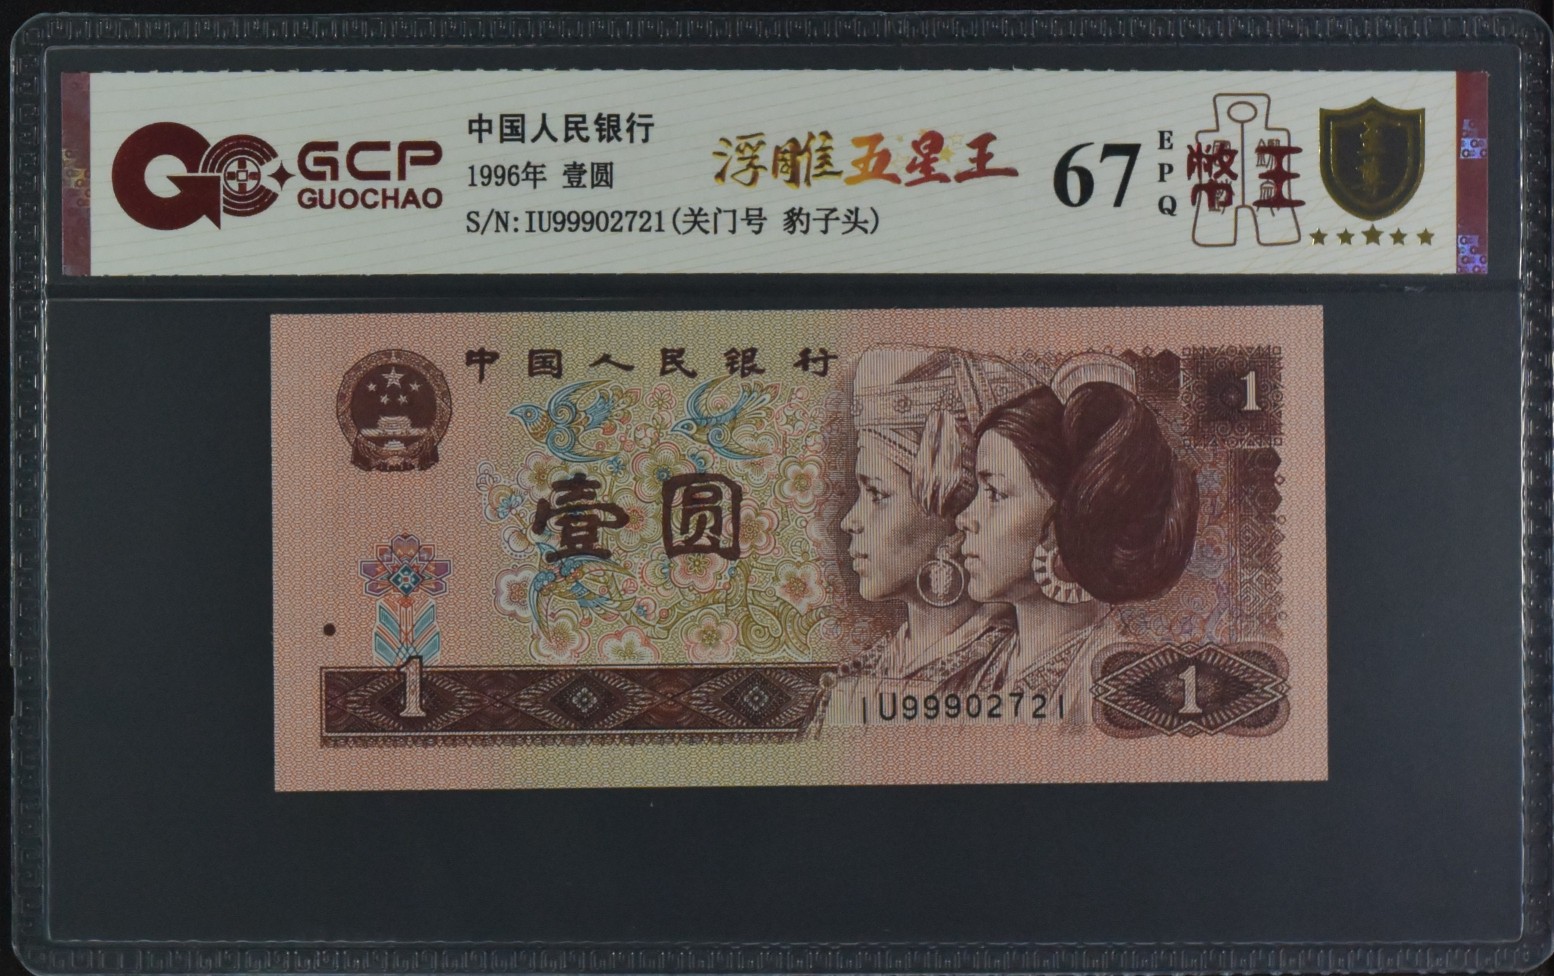 GCP
GUOCHAO
中国人民银行
1996年 壹圆
S/N:IU99902721(关门号 豹子头)
浮雕五星王
67
EPQ
中国人民银行
1
壹圆
1
IU99902721
1